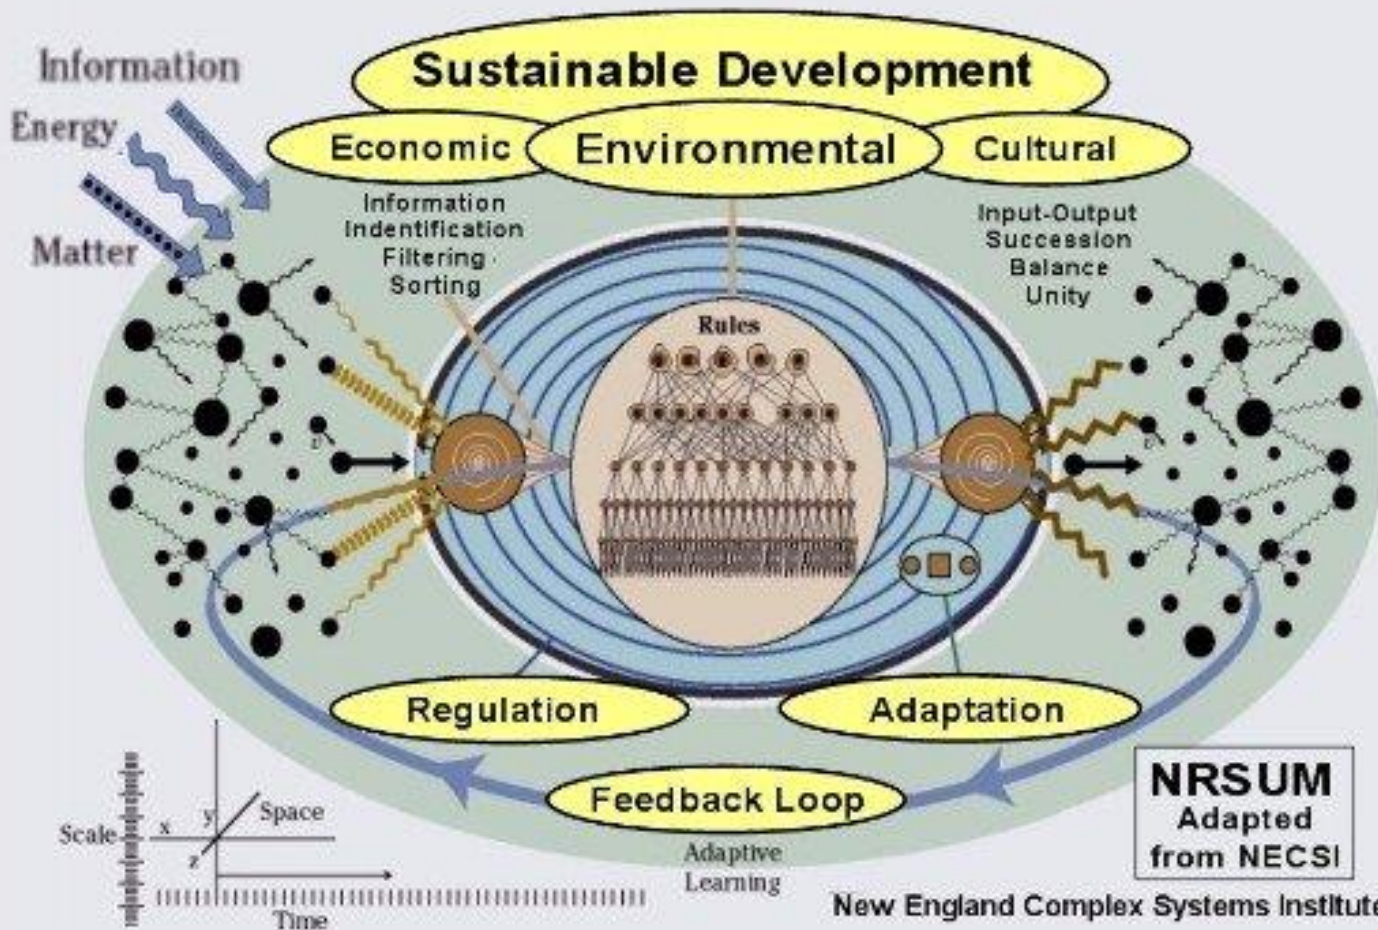 Information
Energy
Matter
Sustainable Development
Economic
Environmental
Cultural
Information
Indentification
Filtering
Sorting
Input-Output
Succession
Balance
Unity
Rules
v
v
Regulation
Adaptation
Feedback Loop
Adaptive
Learning
Scale
x
y
z
Space
Time
NRSUM
Adapted
from NECSI
New England Complex Systems Institute